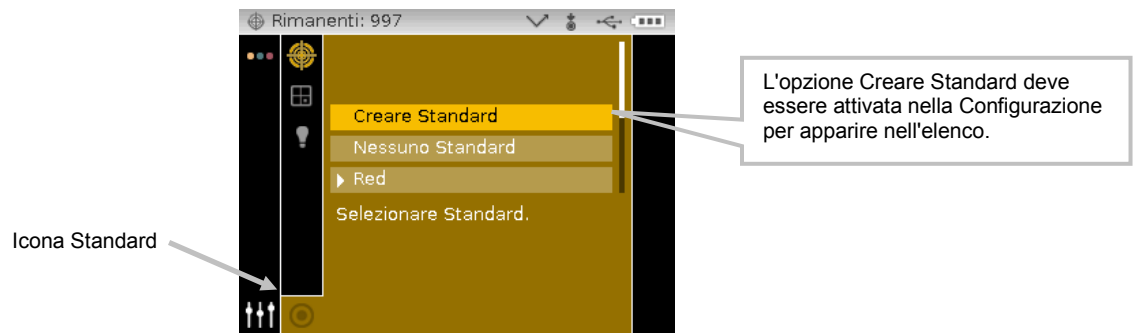 Rimanenti: 997
Creare Standard
Nessuno Standard
Red
Selezionare Standard.
L'opzione Creare Standard deve
essere attivata nella Configurazione
per apparire nell'elenco.
Icona Standard